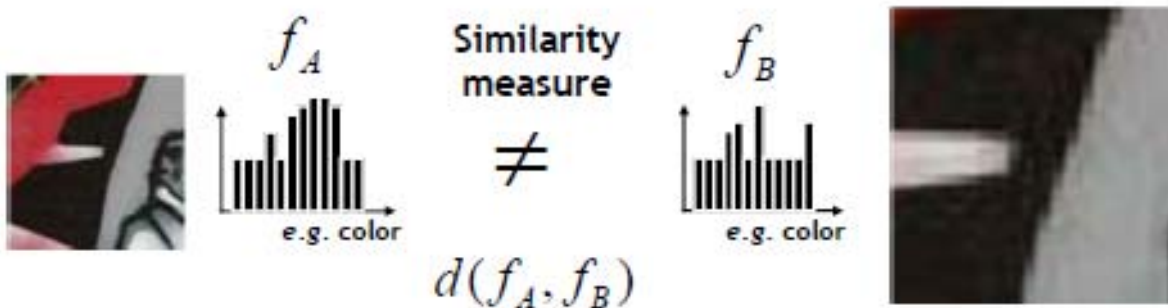 f_A
Similarity
measure
f_B
≠
e.g. color
e.g. color
d(f_A, f_B)